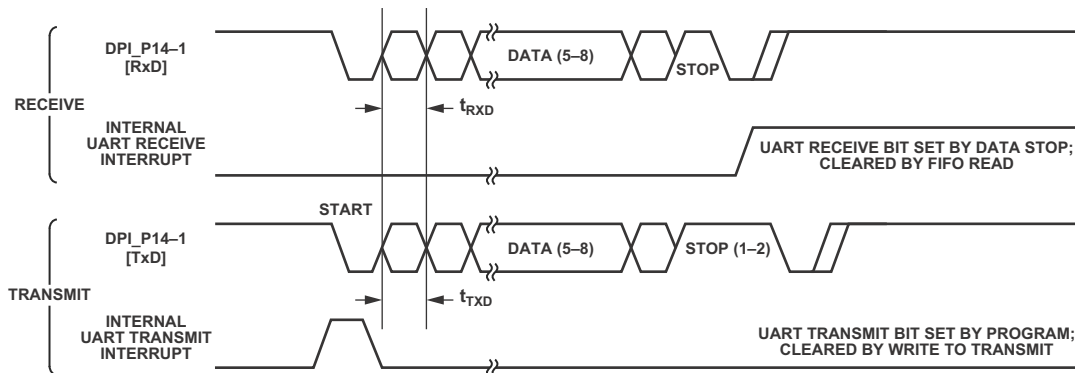 DPI_P14–1
[RxD]
DATA (5–8)
STOP
RECEIVE
tRXD
INTERNAL
UART RECEIVE
INTERRUPT
UART RECEIVE BIT SET BY DATA STOP;
CLEARED BY FIFO READ
START
DPI_P14–1
[TxD]
DATA (5–8)
STOP (1–2)
TRANSMIT
tTXD
INTERNAL
UART TRANSMIT
INTERRUPT
UART TRANSMIT BIT SET BY PROGRAM;
CLEARED BY WRITE TO TRANSMIT